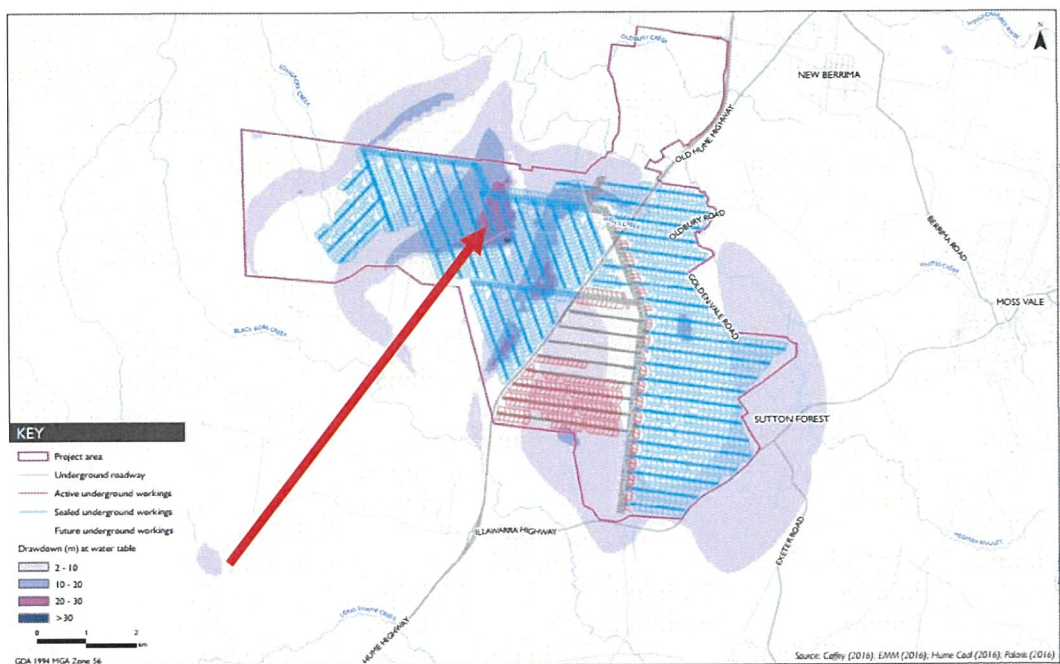 OLDBURY CREEK
N
NEW BERRIMA
OLD HUME HIGHWAY
OLDBURY ROAD
BERRIMA ROAD
MOSS VALE
GOLDEN VALE ROAD
SUTTON FOREST
ILLAWARRA HIGHWAY
EXETER ROAD
HUME HIGHWAY
KEY
Project area
Underground roadway
Active underground workings
Sealed underground workings
Future underground workings
Drawdown (m) at water table
2 - 10
10 - 20
20 - 30
>30
0 1 2
km
GDA 1994 MGA Zone 56
Source: Coffey (2016); EMM (2016); Hume Coal (2016); Palaris (2016)